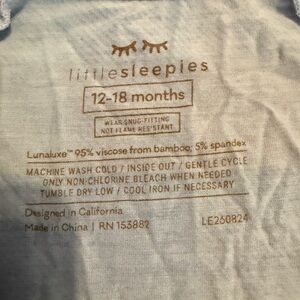 littlesleepies
12-18 months
WEAR SNUG-FITTING
NOT FLAME RESISTANT
Lunaluxe™ 95% viscose from bamboo; 5% spandex
MACHINE WASH COLD / INSIDE OUT / GENTLE CYCLE
ONLY NON-CHLORINE BLEACH WHEN NEEDED
TUMBLE DRY LOW / COOL IRON IF NECESSARY
Designed in California
Made in China | RN 153882 LE260824